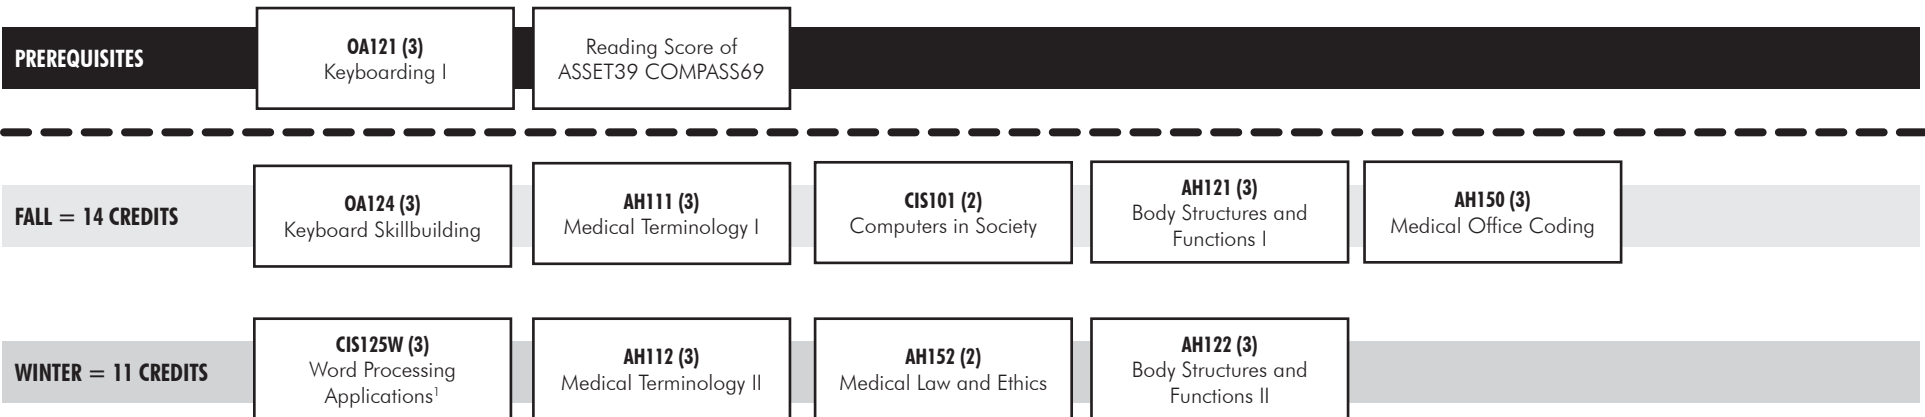 PREREQUISITES
OA121 (3)
Keyboarding I
Reading Score of
ASSET39 COMPASS69
FALL = 14 CREDITS
OA124 (3)
Keyboard Skillbuilding
AH111 (3)
Medical Terminology I
CIS101 (2)
Computers in Society
AH121 (3)
Body Structures and
Functions I
AH150 (3)
Medical Office Coding
WINTER = 11 CREDITS
CIS125W (3)
Word Processing
Applications¹
AH112 (3)
Medical Terminology II
AH152 (2)
Medical Law and Ethics
AH122 (3)
Body Structures and
Functions II